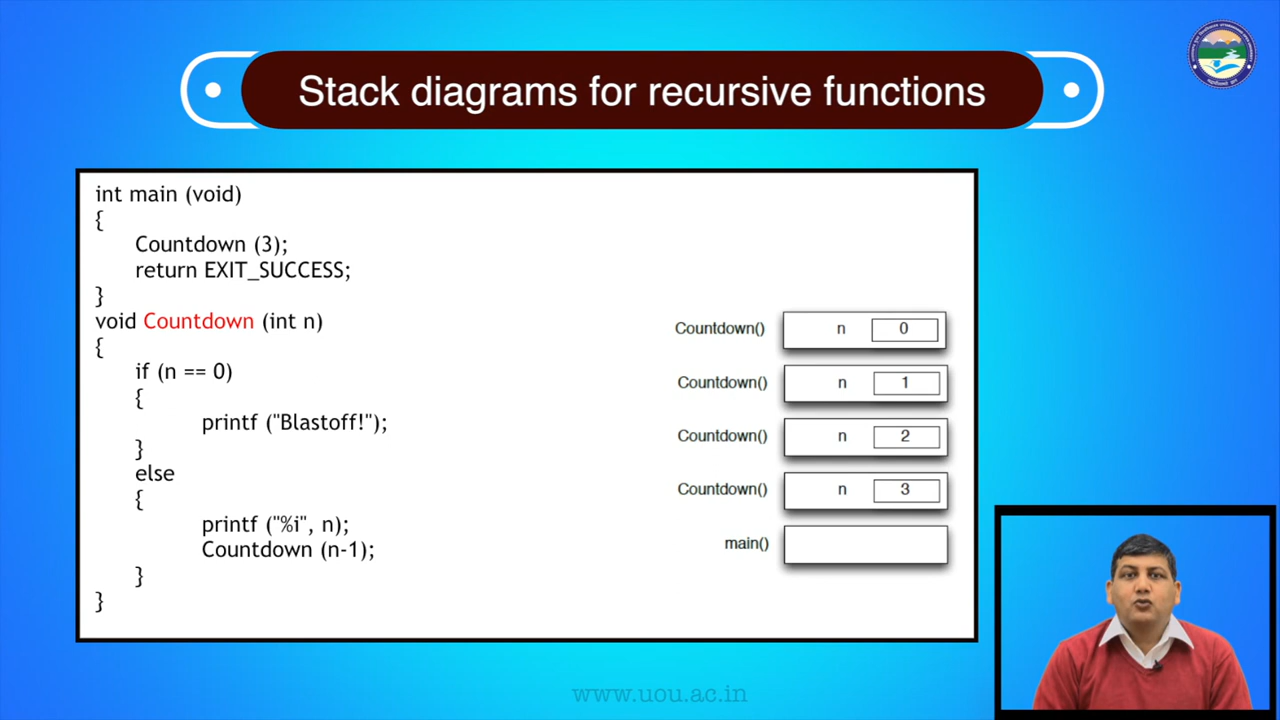 Stack diagrams for recursive functions
int main (void)
{
Countdown (3);
return EXIT_SUCCESS;
}
void Countdown (int n)
{
if (n == 0)
{
printf ("Blastoff!");
}
else
{
printf ("%i", n);
Countdown (n-1);
}
}
Countdown() n 0
Countdown() n 1
Countdown() n 2
Countdown() n 3
main()
www.uou.ac.in